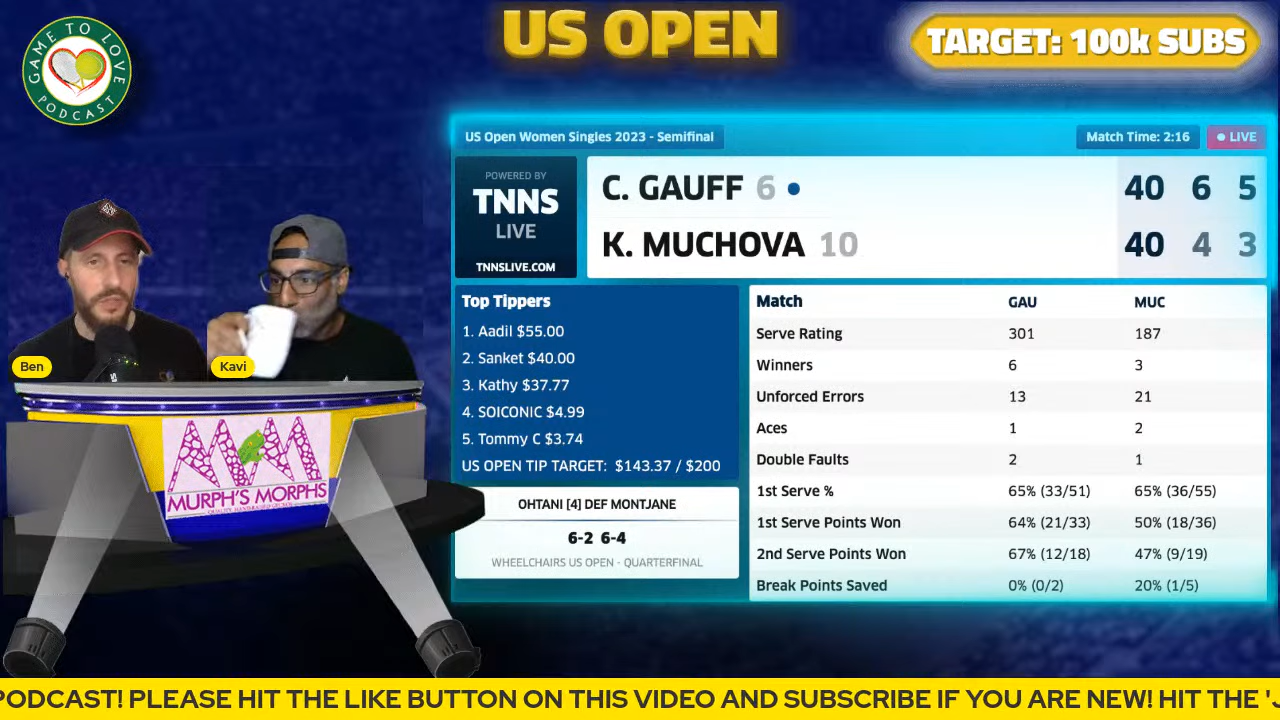 GAME TO LOVE
PODCAST
US OPEN
TARGET: 100k SUBS
US Open Women Singles 2023 - Semifinal
Match Time: 2:16
LIVE
POWERED BY
TNNS
LIVE
TNNSLIVE.COM
C. GAUFF 6 40 6 5
K. MUCHOVA 10 40 4 3
Top Tippers
1. Aadil $55.00
2. Sanket $40.00
3. Kathy $37.77
4. SOICONIC $4.99
5. Tommy C $3.74
US OPEN TIP TARGET: $143.37 / $200
OHTANI [4] DEF MONTJANE
6-2 6-4
WHEELCHAIRS US OPEN - QUARTERFINAL
Match GAU MUC
Serve Rating 301 187
Winners 6 3
Unforced Errors 13 21
Aces 1 2
Double Faults 2 1
1st Serve % 65% (33/51) 65% (36/55)
1st Serve Points Won 64% (21/33) 50% (18/36)
2nd Serve Points Won 67% (12/18) 47% (9/19)
Break Points Saved 0% (0/2) 20% (1/5)
Ben
Kavi
MM
MURPH'S MORPHS
PODCAST! PLEASE HIT THE LIKE BUTTON ON THIS VIDEO AND SUBSCRIBE IF YOU ARE NEW! HIT THE 'J